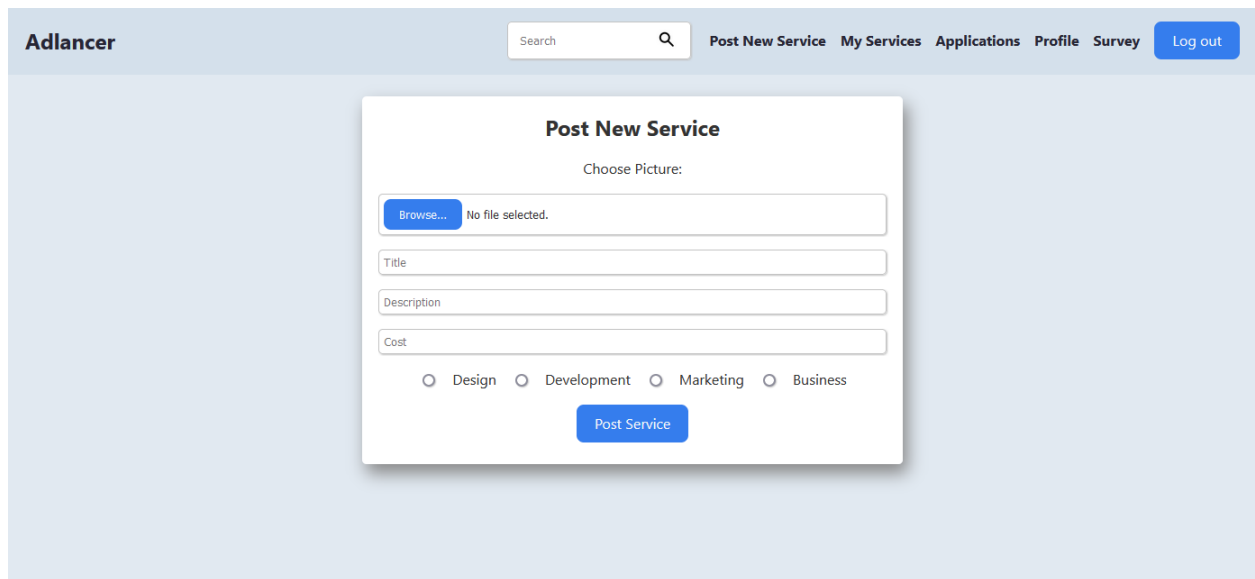 Adlancer Search Post New Service My Services Applications Profile Survey Log out
Post New Service
Choose Picture:
Browse... No file selected.
Title
Description
Cost
Design Development Marketing Business
Post Service